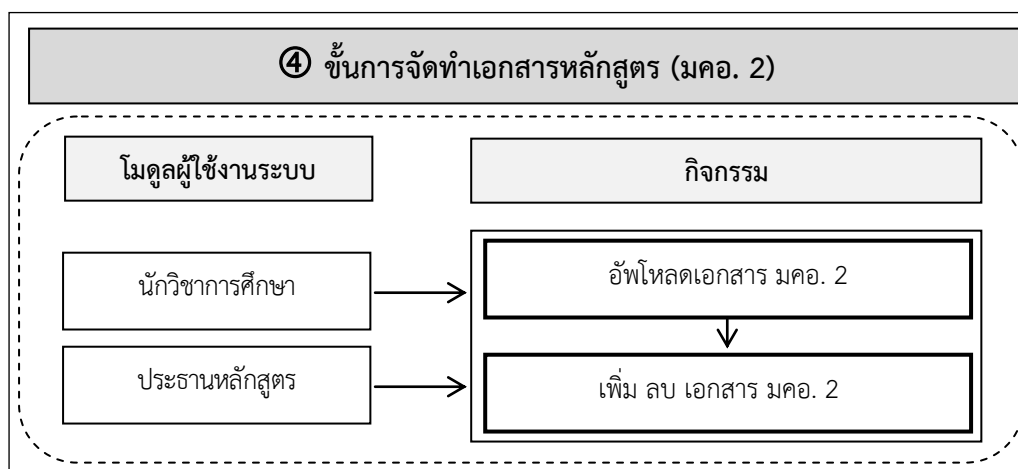 ④ ขั้นการจัดทำเอกสารหลักสูตร (มคอ. 2)
โมดูลผู้ใช้งานระบบ
กิจกรรม
นักวิชาการศึกษา
อัพโหลดเอกสาร มคอ. 2
ประธานหลักสูตร
เพิ่ม ลบ เอกสาร มคอ. 2